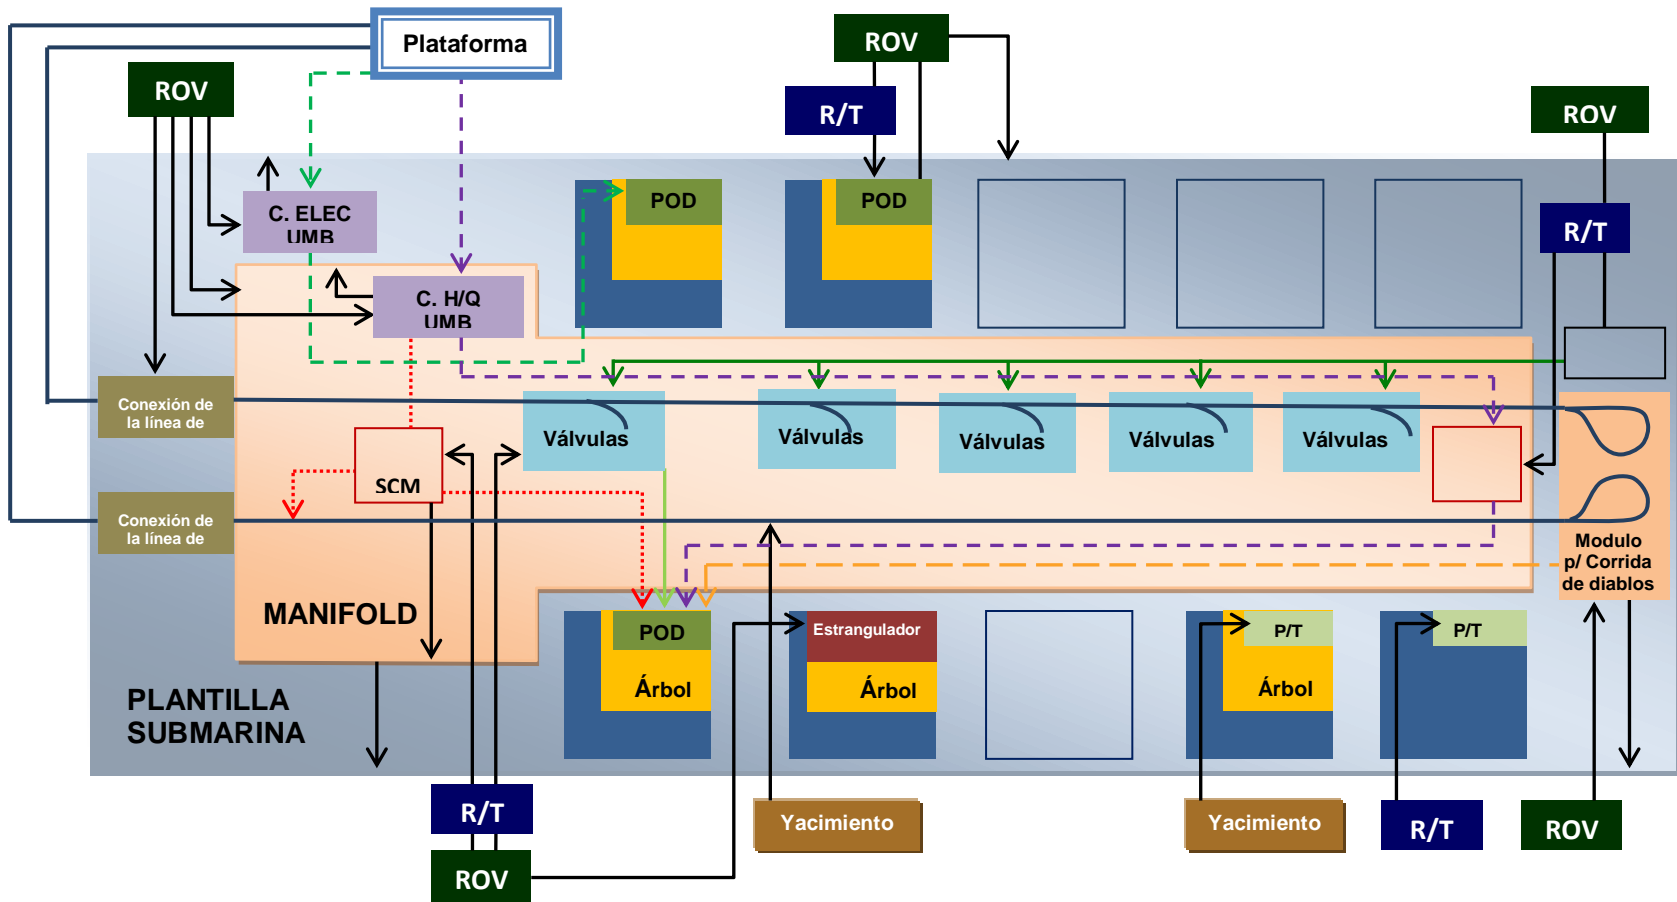 Plataforma
ROV
ROV
ROV
R/T
R/T
POD
POD
C. ELEC
UMB
C. H/Q
UMB
Conexión de
la línea de
Válvulas
Válvulas
Válvulas
Válvulas
Válvulas
SCM
Conexión de
la línea de
Modulo
p/ Corrida
de diablos
MANIFOLD
POD
Árbol
Estrangulador
Árbol
P/T
Árbol
P/T
PLANTILLA
SUBMARINA
R/T
ROV
Yacimiento
Yacimiento
R/T
ROV